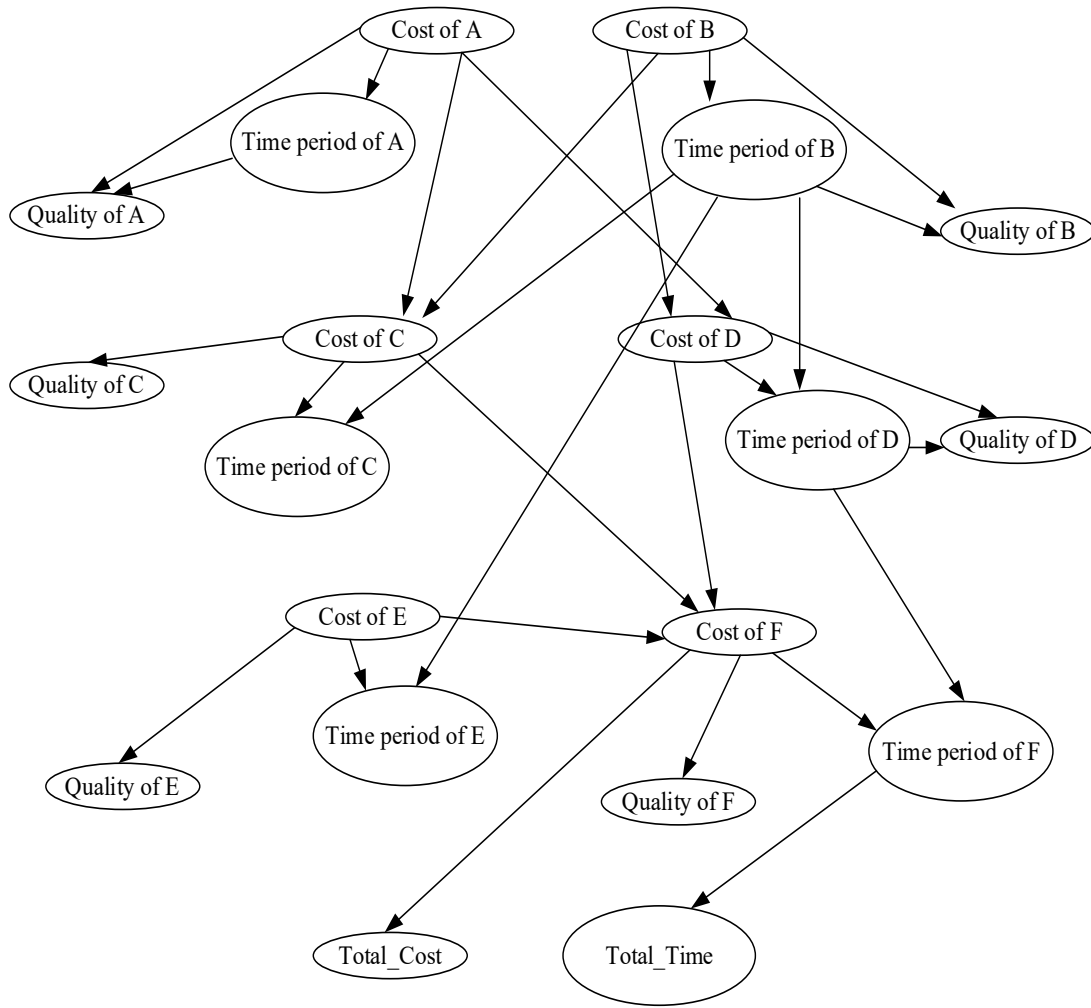 Cost of A
Cost of B
Time period of A
Time period of B
Quality of A
Quality of B
Cost of C
Cost of D
Quality of C
Time period of C
Time period of D
Quality of D
Cost of E
Cost of F
Time period of E
Time period of F
Quality of E
Quality of F
Total_Cost
Total_Time